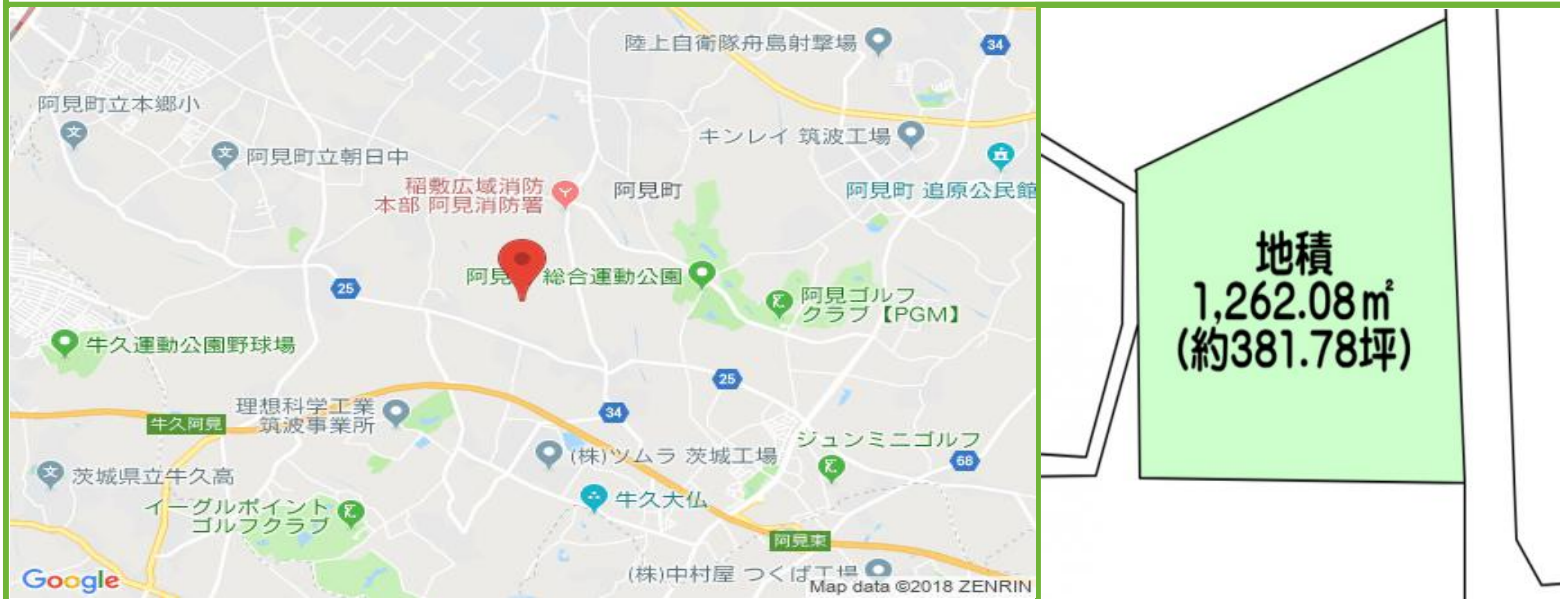 陸上自衛隊舟島射撃場
34
阿見町立本郷小
キンレイ 筑波工場
阿見町立朝日中
稲敷広域消防
本部 阿見消防署
阿見町
阿見町 追原公民館
阿見
総合運動公園
25
阿見ゴルフ
クラブ【PGM】
牛久運動公園野球場
25
理想科学工業
筑波事業所
34
牛久阿見
ジュンミニゴルフ
(株)ツムラ 茨城工場
68
茨城県立牛久高
牛久大仏
イーグルポイント
ゴルフクラブ
阿見東
(株)中村屋 つくば工場
Google
Map data ©2018 ZENRIN
地積
1,262.08㎡
(約381.78坪)